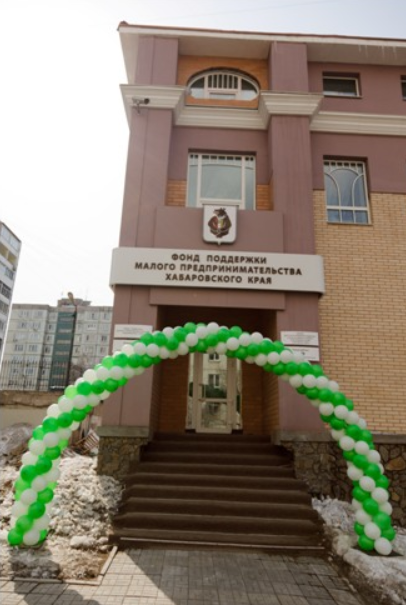 ФОНД ПОДДЕРЖКИ
МАЛОГО ПРЕДПРИНИМАТЕЛЬСТВА
ХАБАРОВСКОГО КРАЯ